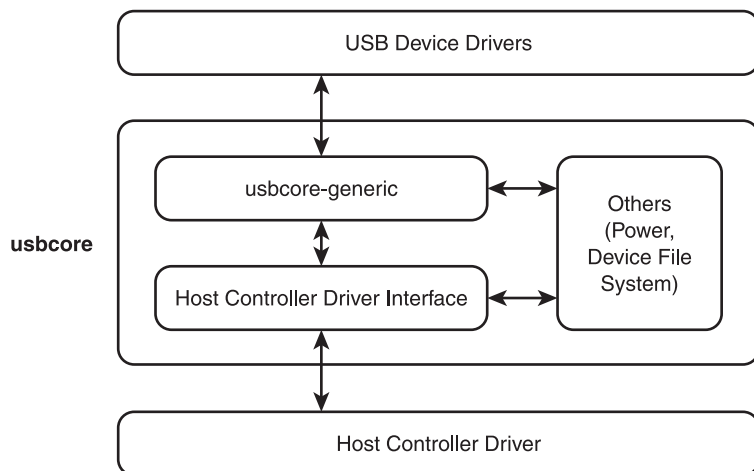 USB Device Drivers
usbcore
usbcore-generic
Others
(Power,
Device File
System)
Host Controller Driver Interface
Host Controller Driver